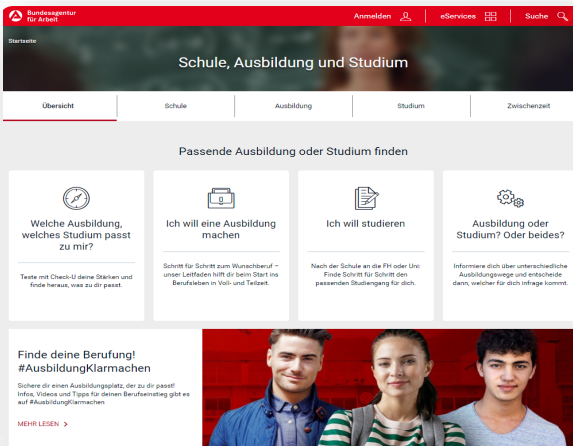 Bundesagentur
für Arbeit
Anmelden
eServices
Suche
Startseite
Schule, Ausbildung und Studium
Übersicht
Schule
Ausbildung
Studium
Zwischenzeit
Passende Ausbildung oder Studium finden
Welche Ausbildung,
welches Studium passt
zu mir?
Teste mit Check-U deine Stärken und
finde heraus, was zu dir passt.
Ich will eine Ausbildung
machen
Schritt für Schritt zum Wunschberuf –
unser Leitfaden hilft dir beim Start ins
Berufsleben in Voll- und Teilzeit.
Ich will studieren
Nach der Schule an die FH oder Uni:
Finde Schritt für Schritt den
passenden Studiengang für dich.
Ausbildung oder
Studium? Oder beides?
Informiere dich über unterschiedliche
Ausbildungswege und entscheide
dann, welcher für dich infrage kommt.
Finde deine Berufung!
#AusbildungKlarmachen
Sichere dir einen Ausbildungsplatz, der zu dir passt!
Infos, Videos und Tipps für deinen Berufseinstieg gibt es
auf #AusbildungKlarmachen
MEHR LESEN